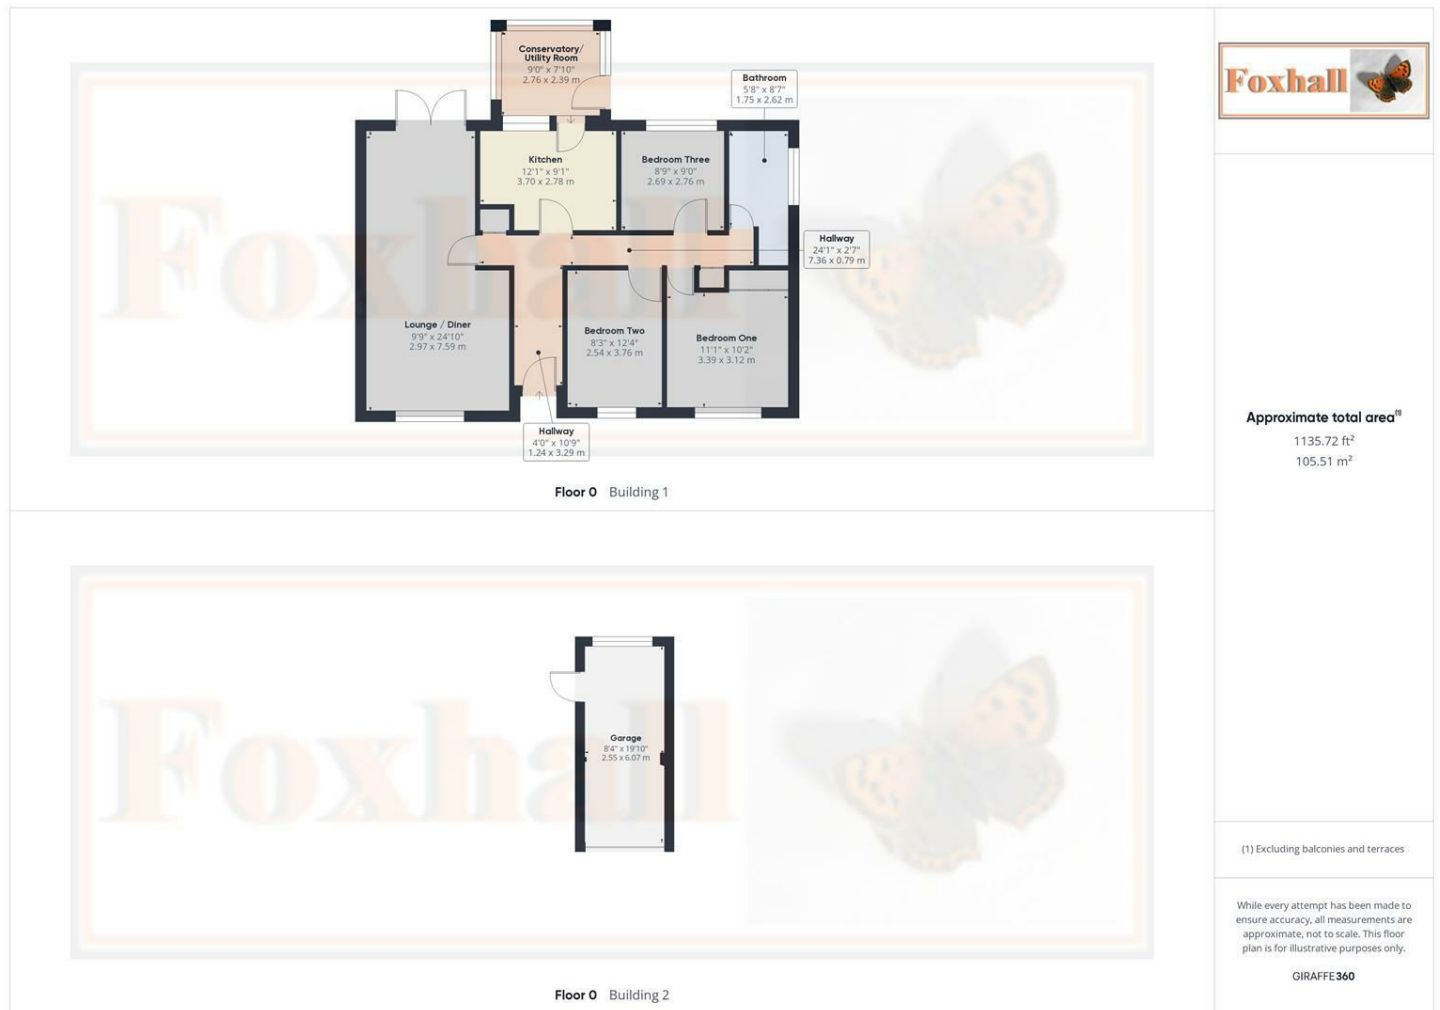 Conservatory/
Utility Room
9'0" x 7'10"
2.76 x 2.39 m
Bathroom
5'8" x 8'7"
1.75 x 2.62 m
Kitchen
12'1" x 9'1"
3.70 x 2.78 m
Bedroom Three
8'9" x 9'0"
2.69 x 2.76 m
Hallway
24'1" x 2'7"
7.36 x 0.79 m
Lounge / Diner
9'9" x 24'10"
2.97 x 7.59 m
Bedroom Two
8'3" x 12'4"
2.54 x 3.76 m
Bedroom One
11'1" x 10'2"
3.39 x 3.12 m
Hallway
4'0" x 10'9"
1.24 x 3.29 m
Foxhall
Floor 0 Building 1
Garage
8'4" x 19'10"
2.55 x 6.07 m
Foxhall
Floor 0 Building 2
Foxhall
Approximate total area(1)
1135.72 ft²
105.51 m²
(1) Excluding balconies and terraces
While every attempt has been made to
ensure accuracy, all measurements are
approximate, not to scale. This floor
plan is for illustrative purposes only.
GIRAFFE360